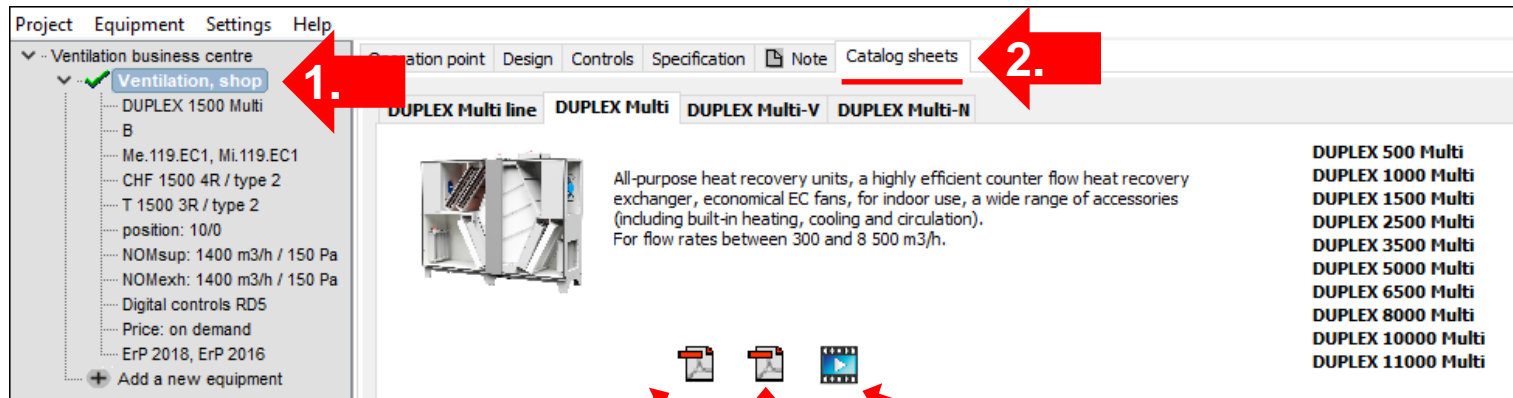 Project Equipment Settings Help
Ventilation business centre
Ventilation, shop
DUPLEX 1500 Multi
B
Me.119.EC1, Mi.119.EC1
CHF 1500 4R / type 2
T 1500 3R / type 2
position: 10/0
NOMsup: 1400 m3/h / 150 Pa
NOMexh: 1400 m3/h / 150 Pa
Digital controls RD5
Price: on demand
ErP 2018, ErP 2016
Add a new equipment
1.
point Design Controls Specification Note Catalog sheets
2.
DUPLEX Multi line DUPLEX Multi DUPLEX Multi-V DUPLEX Multi-N
All-purpose heat recovery units, a highly efficient counter flow heat recovery
exchanger, economical EC fans, for indoor use, a wide range of accessories
(including built-in heating, cooling and circulation).
For flow rates between 300 and 8 500 m3/h.
DUPLEX 500 Multi
DUPLEX 1000 Multi
DUPLEX 1500 Multi
DUPLEX 2500 Multi
DUPLEX 3500 Multi
DUPLEX 5000 Multi
DUPLEX 6500 Multi
DUPLEX 8000 Multi
DUPLEX 10000 Multi
DUPLEX 11000 Multi